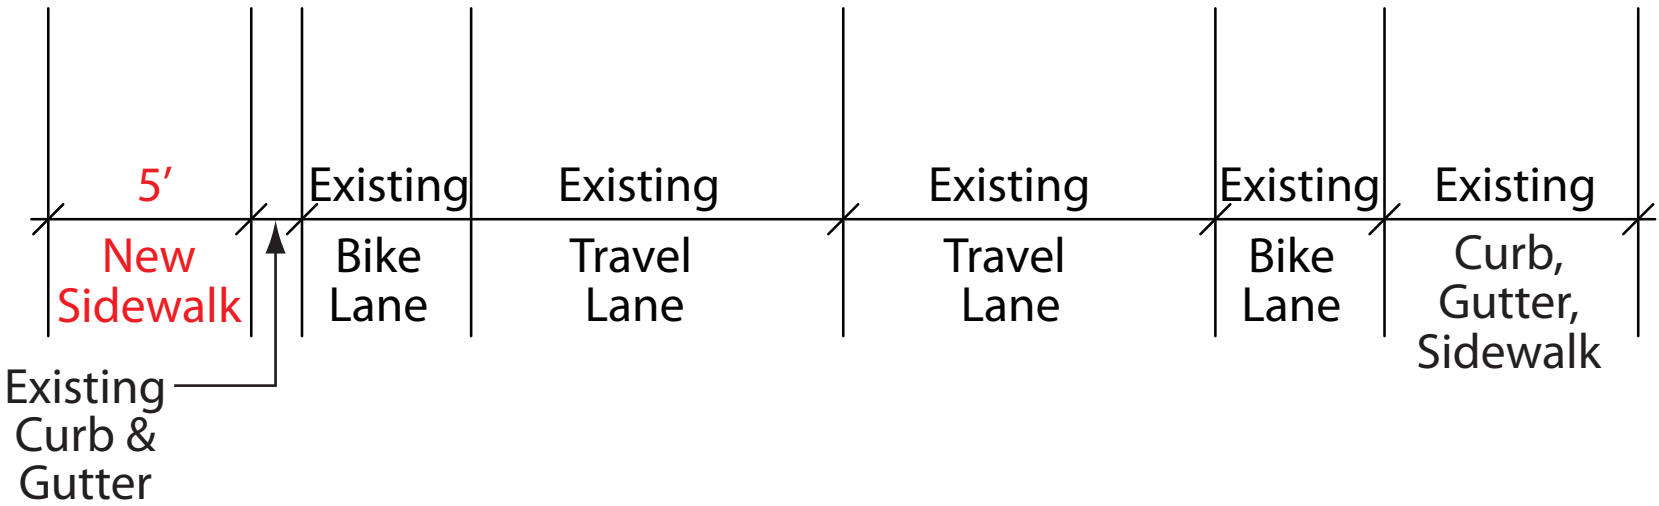 5’
New
Sidewalk
Existing
Curb &
Gutter
Existing
Bike
Lane
Existing
Travel
Lane
Existing
Travel
Lane
Existing
Bike
Lane
Existing
Curb,
Gutter,
Sidewalk